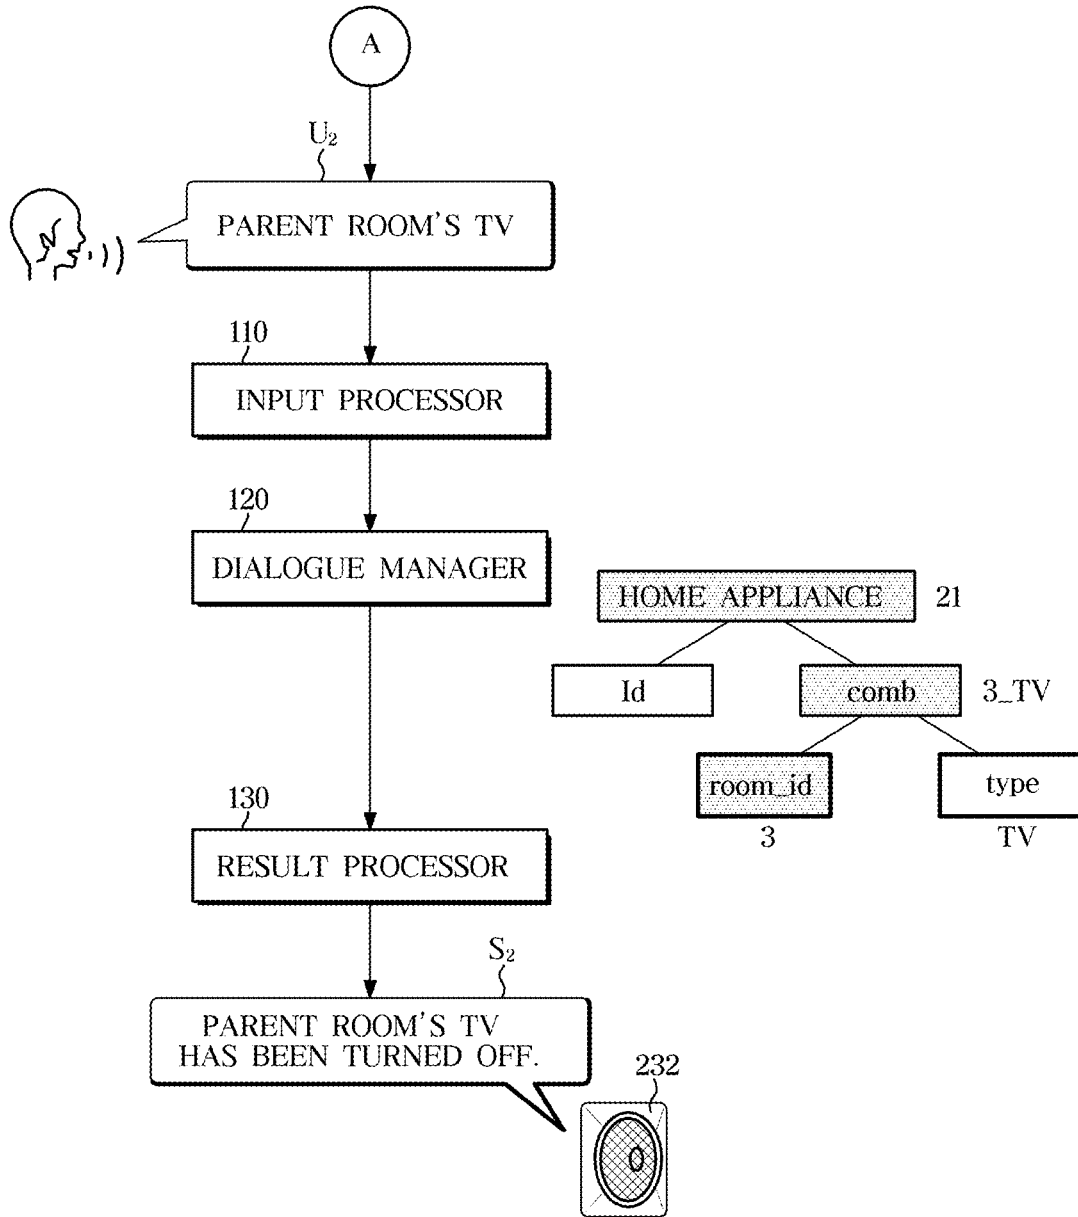 A
U₂
PARENT ROOM'S TV
110
INPUT PROCESSOR
120
DIALOGUE MANAGER
HOME APPLIANCE 21
Id
comb 3_TV
room_id
type
3
TV
130
RESULT PROCESSOR
S₂
PARENT ROOM'S TV
HAS BEEN TURNED OFF.
232